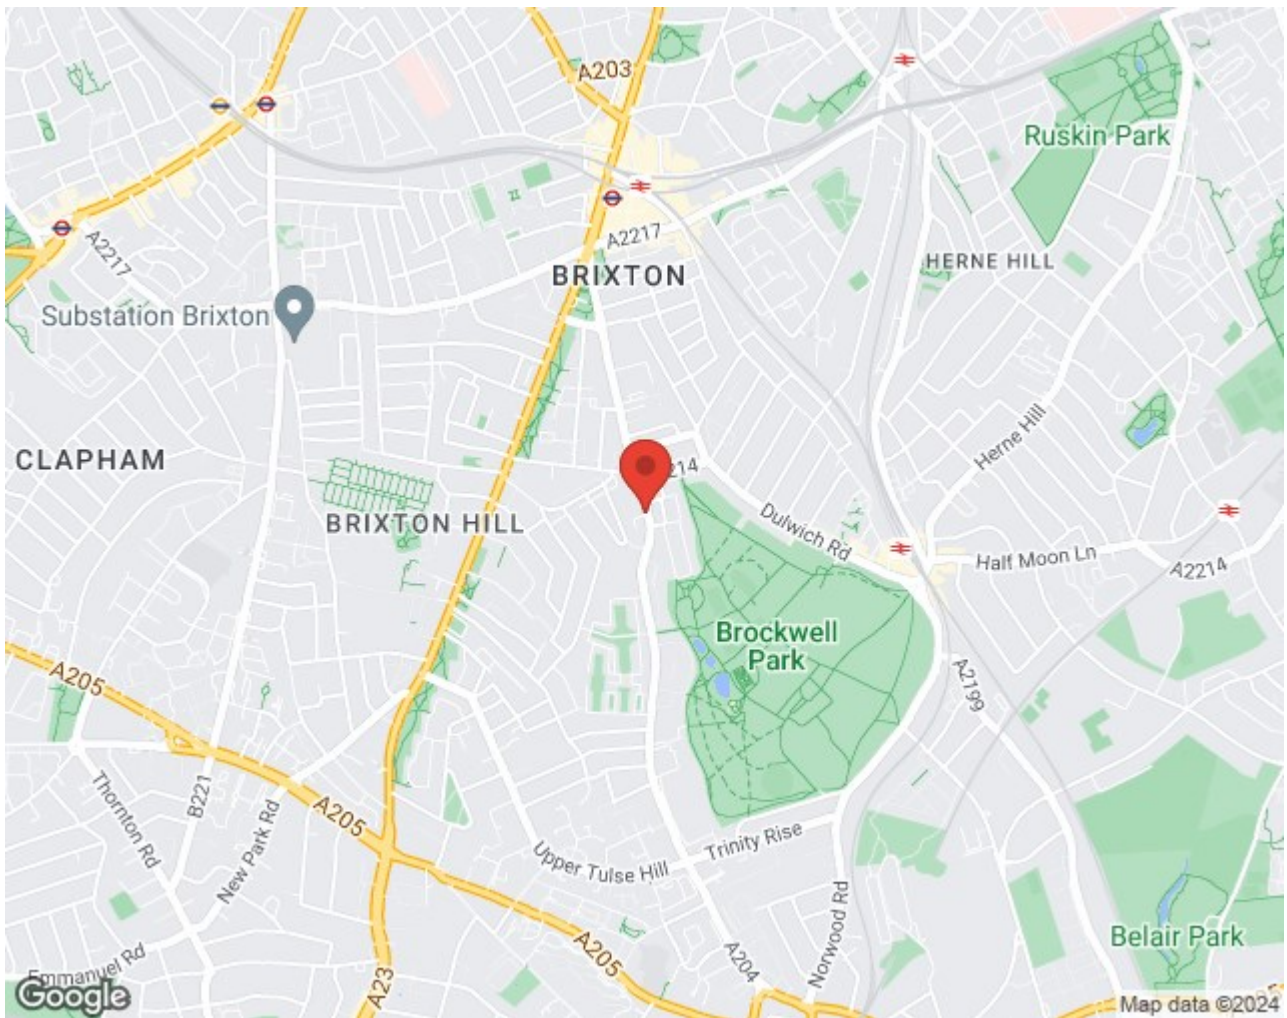 A203
Ruskin Park
A2217
A2217
HERNE HILL
BRIXTON
Substation Brixton
Herne Hill
CLAPHAM
214
BRIXTON HILL
Dulwich Rd
Half Moon Ln
A2214
Brockwell
Park
A205
A2199
Thornton Rd
B221
New Park Rd
A205
Upper Tulse Hill
Trinity Rise
Norwood Rd
Belair Park
A204
A205
Emmanuel Rd
A23
Google
Map data ©2024